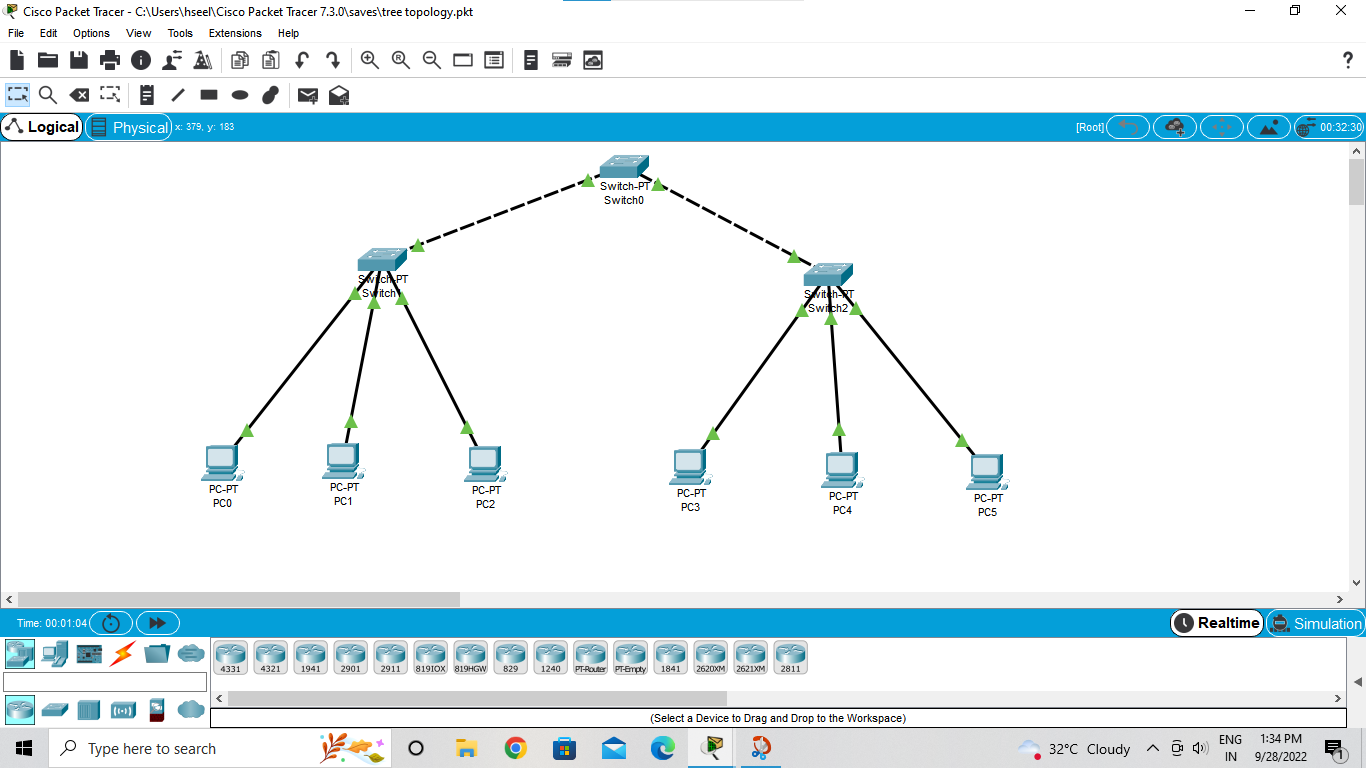 Cisco Packet Tracer - C:\Users\hseel\Cisco Packet Tracer 7.3.0\saves\tree topology.pkt
File Edit Options View Tools Extensions Help
Logical Physical x: 379, y: 183 [Root] 00:32:30
Switch-PT
Switch0
Switch-PT
Switch1
Switch-PT
Switch2
PC-PT
PC0
PC-PT
PC1
PC-PT
PC2
PC-PT
PC3
PC-PT
PC4
PC-PT
PC5
Time: 00:01:04 Realtime Simulation
4331 4321 1941 2901 2911 819IOX 819HGW 829 1240 PT-Router PT-Empty 1841 2620XM 2621XM 2811
(Select a Device to Drag and Drop to the Workspace)
Type here to search
32°C Cloudy
ENG
IN
1:34 PM
9/28/2022
1